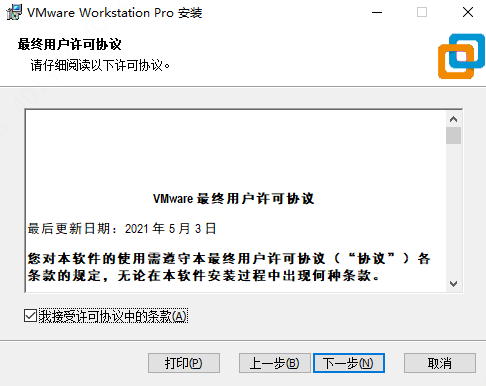 VMware Workstation Pro 安装
最终用户许可协议
请仔细阅读以下许可协议。
VMware 最终用户许可协议
最后更新日期：2021 年 5 月 3 日
您对本软件的使用需遵守本最终用户许可协议（“协议”）各
条款的规定，无论在本软件安装过程中出现何种条款。
我接受许可协议中的条款(A)
打印(P)
上一步(B)
下一步(N)
取消